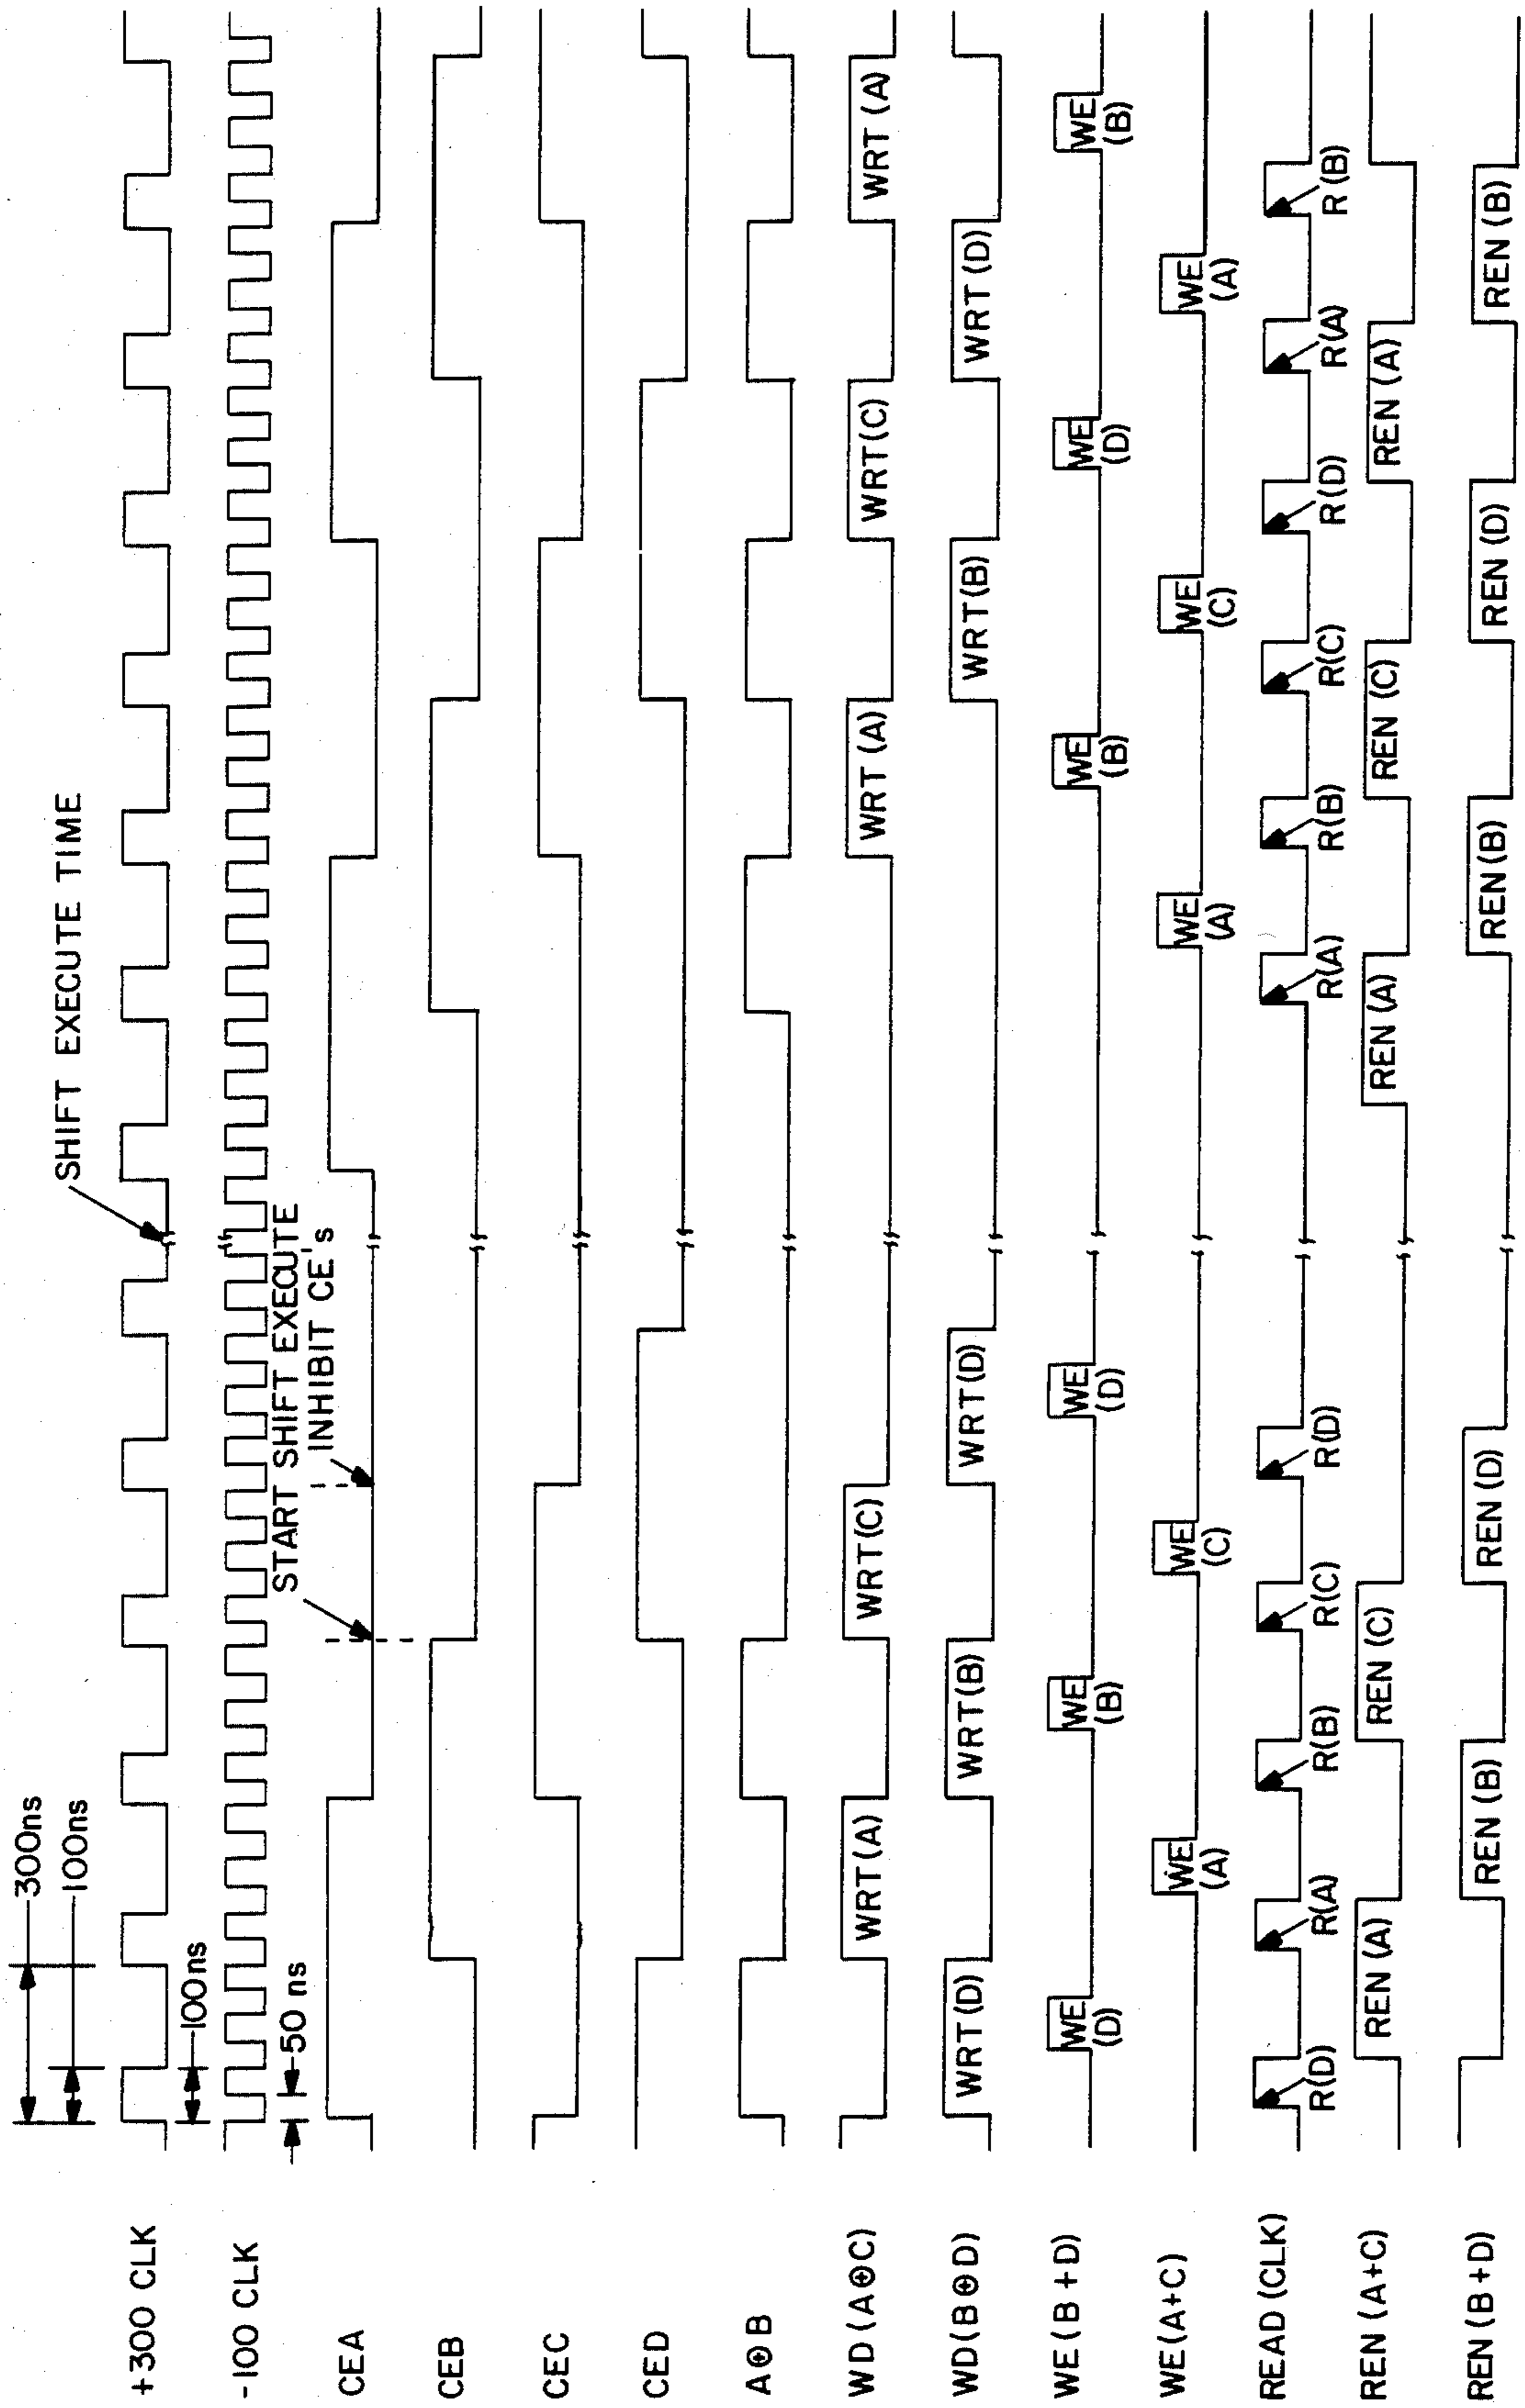 300ns
SHIFT EXECUTE TIME
100ns
+300 CLK
100ns
-100 CLK
50 ns
START SHIFT EXECUTE
INHIBIT CE's
CEA
CEB
CEC
CED
A⊕B
WD (A⊕C) WRT (A) WRT(C) WRT (A) WRT(C) WRT (A)
WD(B⊕D) WRT(D) WRT(B) WRT(D) WRT(B) WRT (D)
WE (B+D) WE WE WE WE WE WE
(D) (B) (D) (B) (D) (B)
WE(A+C) WE WE WE WE WE
(A) (C) (A) (C) (A)
READ (CLK) R(D) R(A) R(B) R(C) R(D) R(A) R(B) R(C) R(D) R(A) R(B)
REN (A+C) REN (A) REN (C) REN (A) REN (C) REN (A)
REN (B+D) REN (B) REN (D) REN (B) REN (D) REN (B)